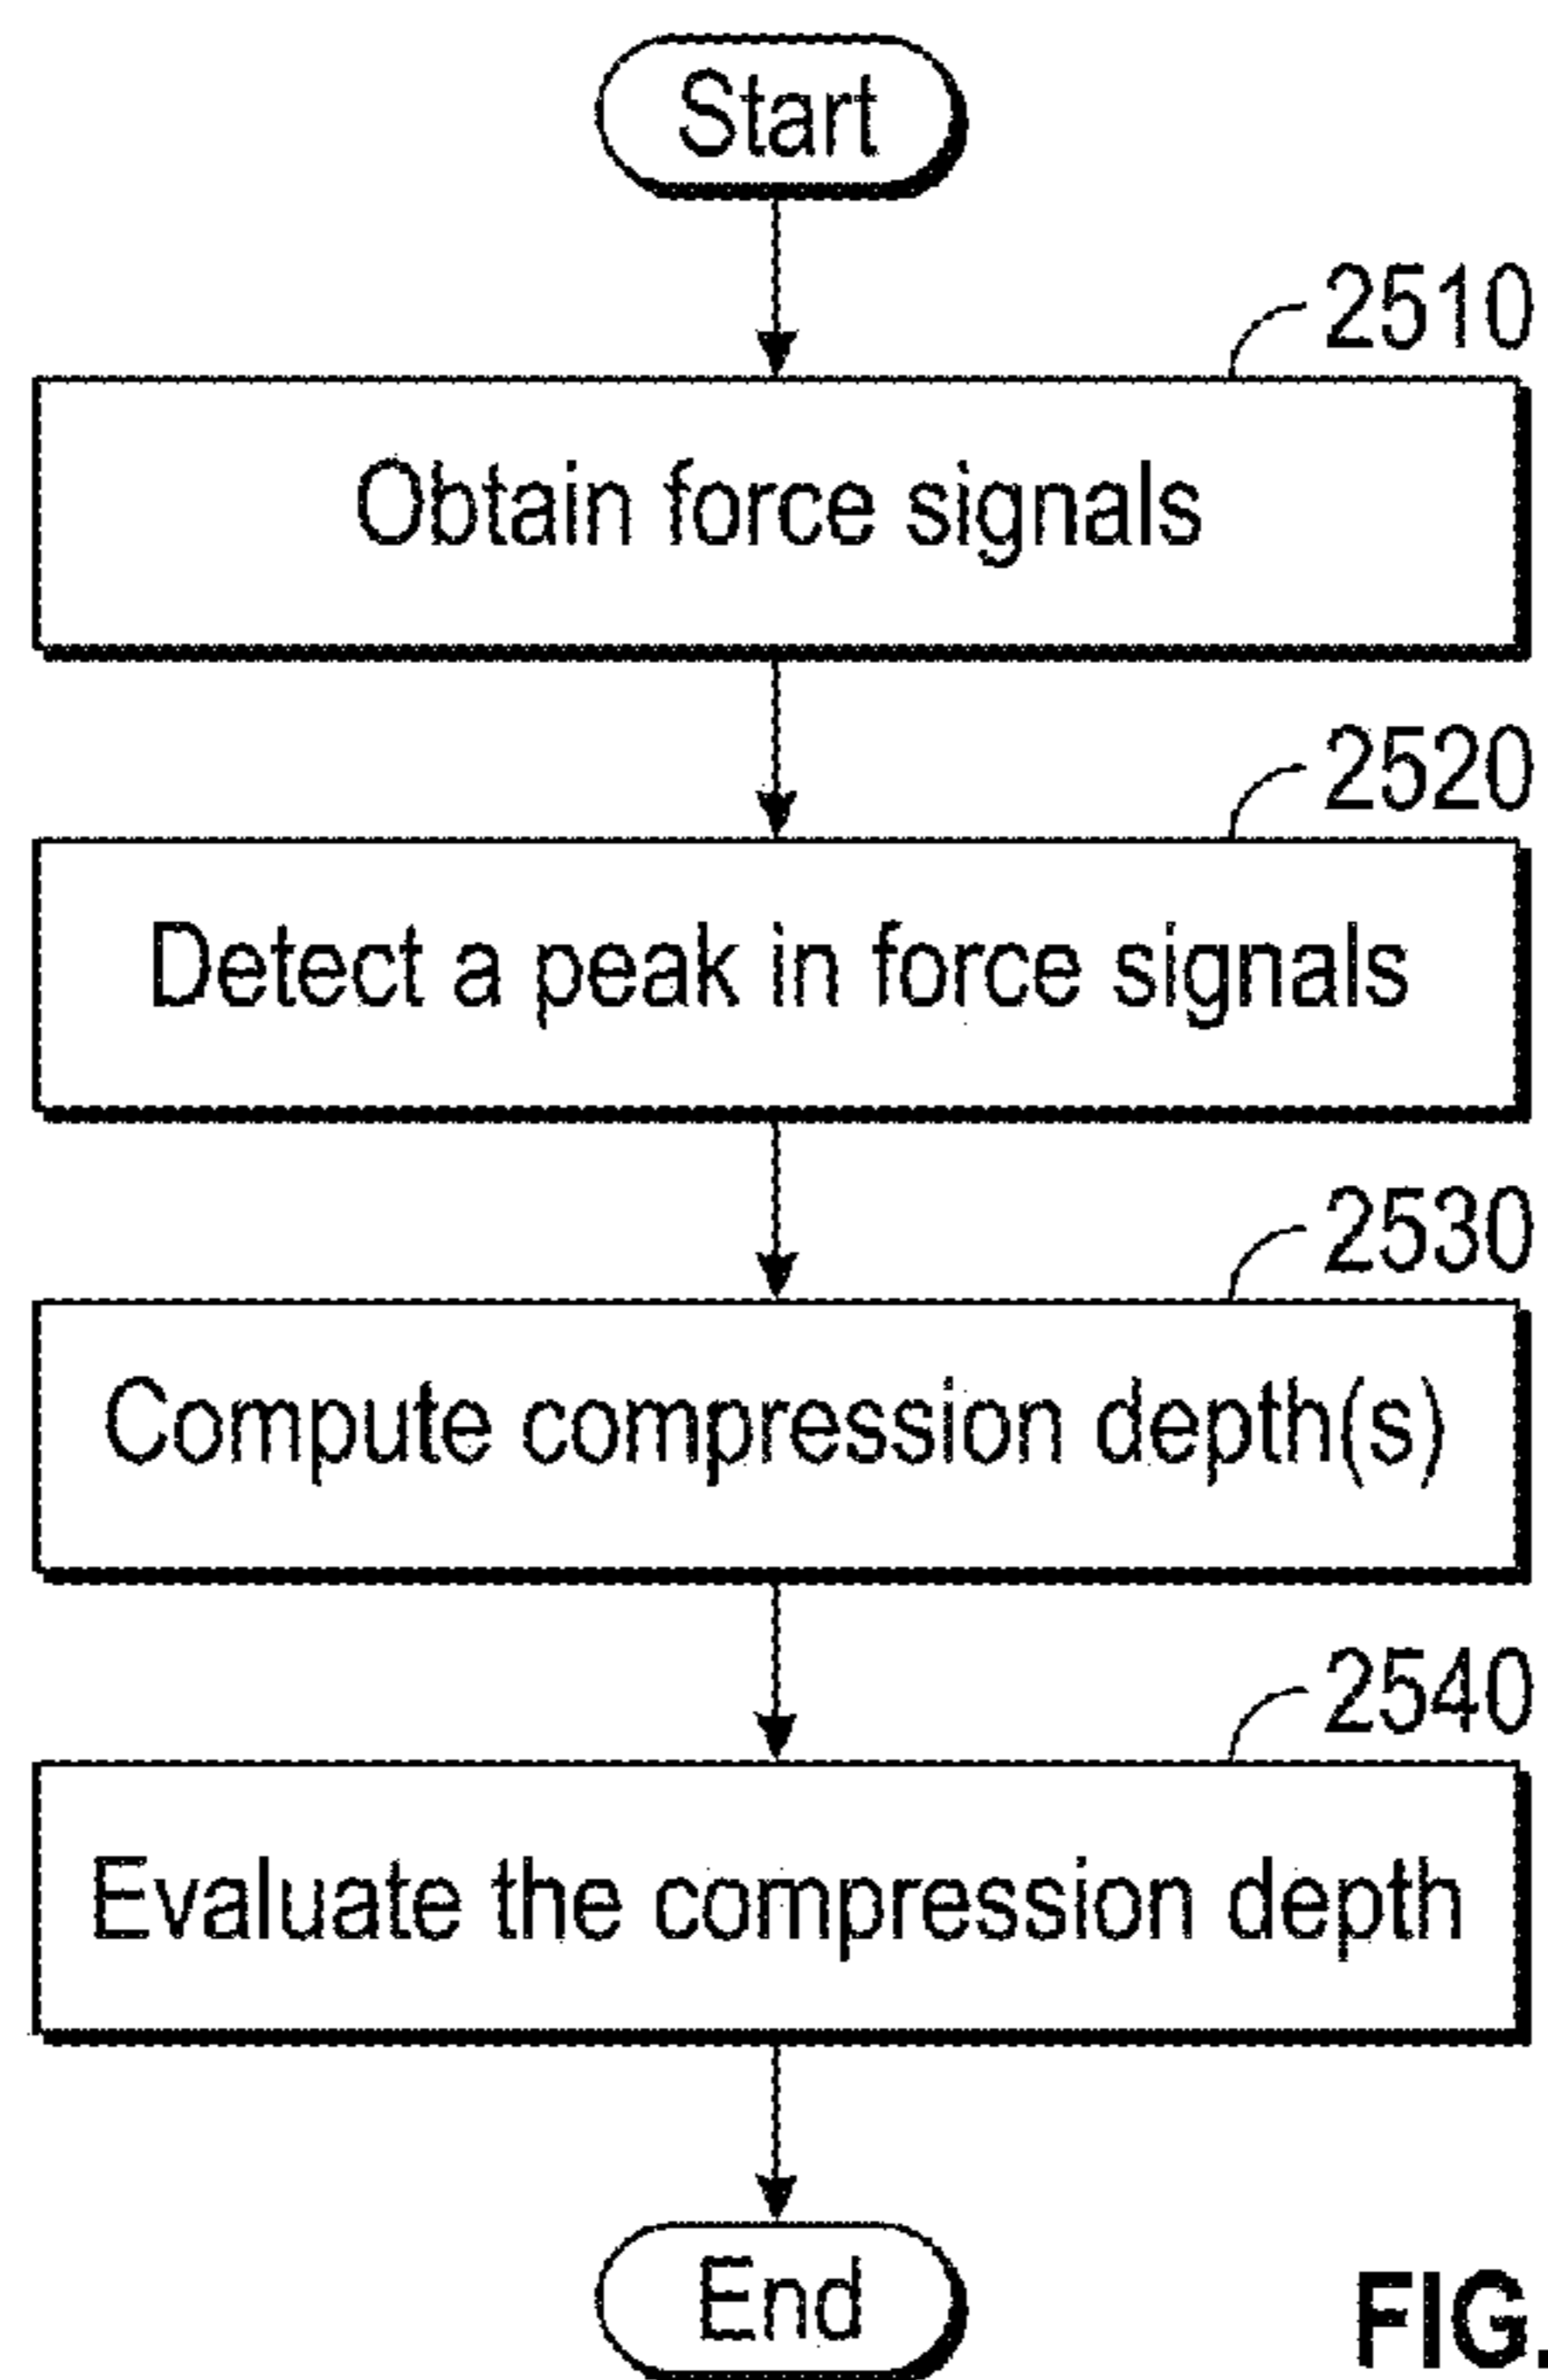 Start
2510
Obtain force signals
2520
Detect a peak in force signals
2530
Compute compression depth(s)
2540
Evaluate the compression depth
End
FIG.